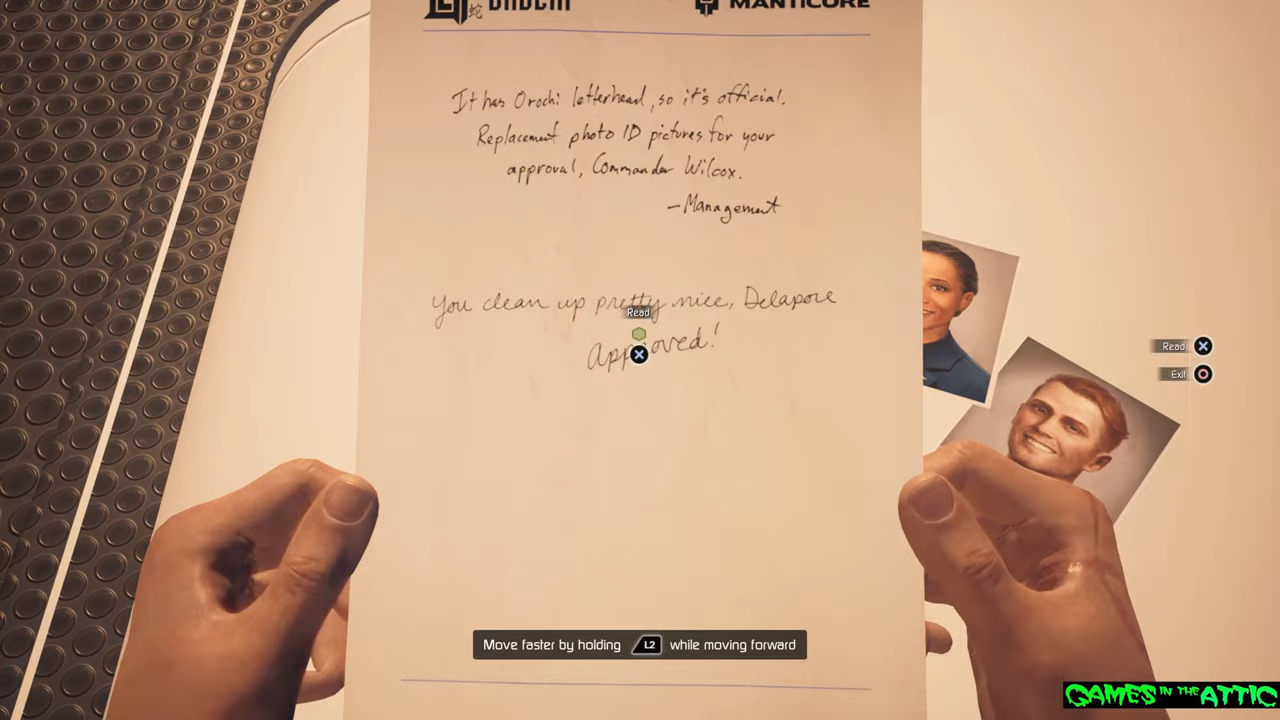 蛇 OROCHI MANTICORE
It has Orochi letterhead, so it's official.
Replacement photo ID pictures for your
approval, Commander Wilcox.
-Management
You clean up pretty nice, Delapore
Read
Approved!
Read
Exit
Move faster by holding L2 while moving forward
GAMES IN THE ATTIC